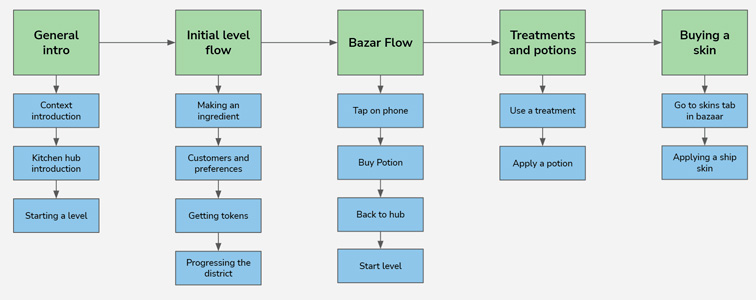 General
intro
Initial level
flow
Bazar Flow
Treatments
and potions
Buying a
skin
Context
introduction
Kitchen hub
introduction
Starting a level
Making an
ingredient
Customers and
preferences
Getting tokens
Progressing the
district
Tap on phone
Buy Potion
Back to hub
Start level
Use a treatment
Apply a potion
Go to skins tab
in bazaar
Applying a ship
skin